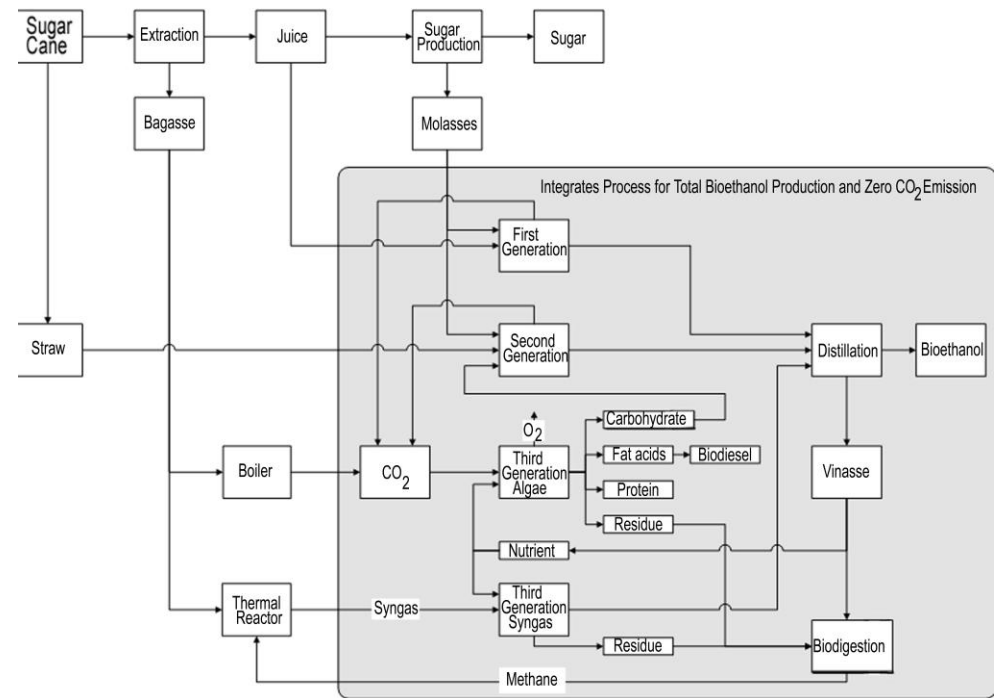 Sugar
Cane
Extraction
Juice
Sugar
Production
Sugar
Bagasse
Molasses
Integrates Process for Total Bioethanol Production and Zero CO2 Emission
First
Generation
Straw
Second
Generation
Distillation
Bioethanol
O2
Carbohydrate
Boiler
CO2
Third
Generation
Algae
Fat acids
Biodiesel
Protein
Vinasse
Residue
Nutrient
Thermal
Reactor
Syngas
Third
Generation
Syngas
Residue
Biodigestion
Methane